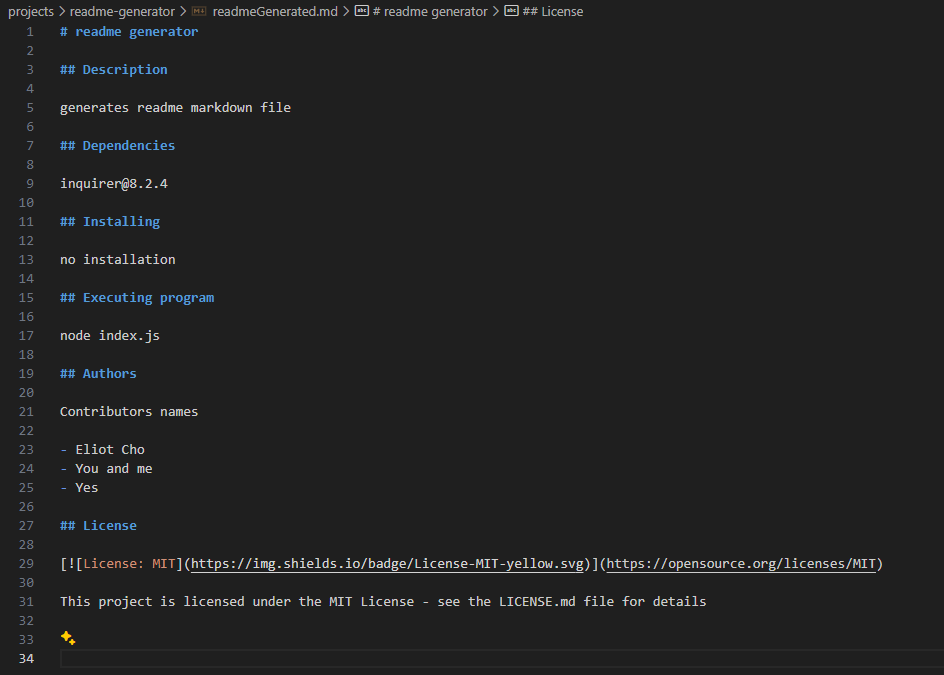 projects > readme-generator > readmeGenerated.md > # readme generator > ## License
1 # readme generator
2
3 ## Description
4
5 generates readme markdown file
6
7 ## Dependencies
8
9 inquirer@8.2.4
10
11 ## Installing
12
13 no installation
14
15 ## Executing program
16
17 node index.js
18
19 ## Authors
20
21 Contributors names
22
23 - Eliot Cho
24 - You and me
25 - Yes
26
27 ## License
28
29 [![License: MIT](https://img.shields.io/badge/License-MIT-yellow.svg)](https://opensource.org/licenses/MIT)
30
31 This project is licensed under the MIT License - see the LICENSE.md file for details
32
33
34